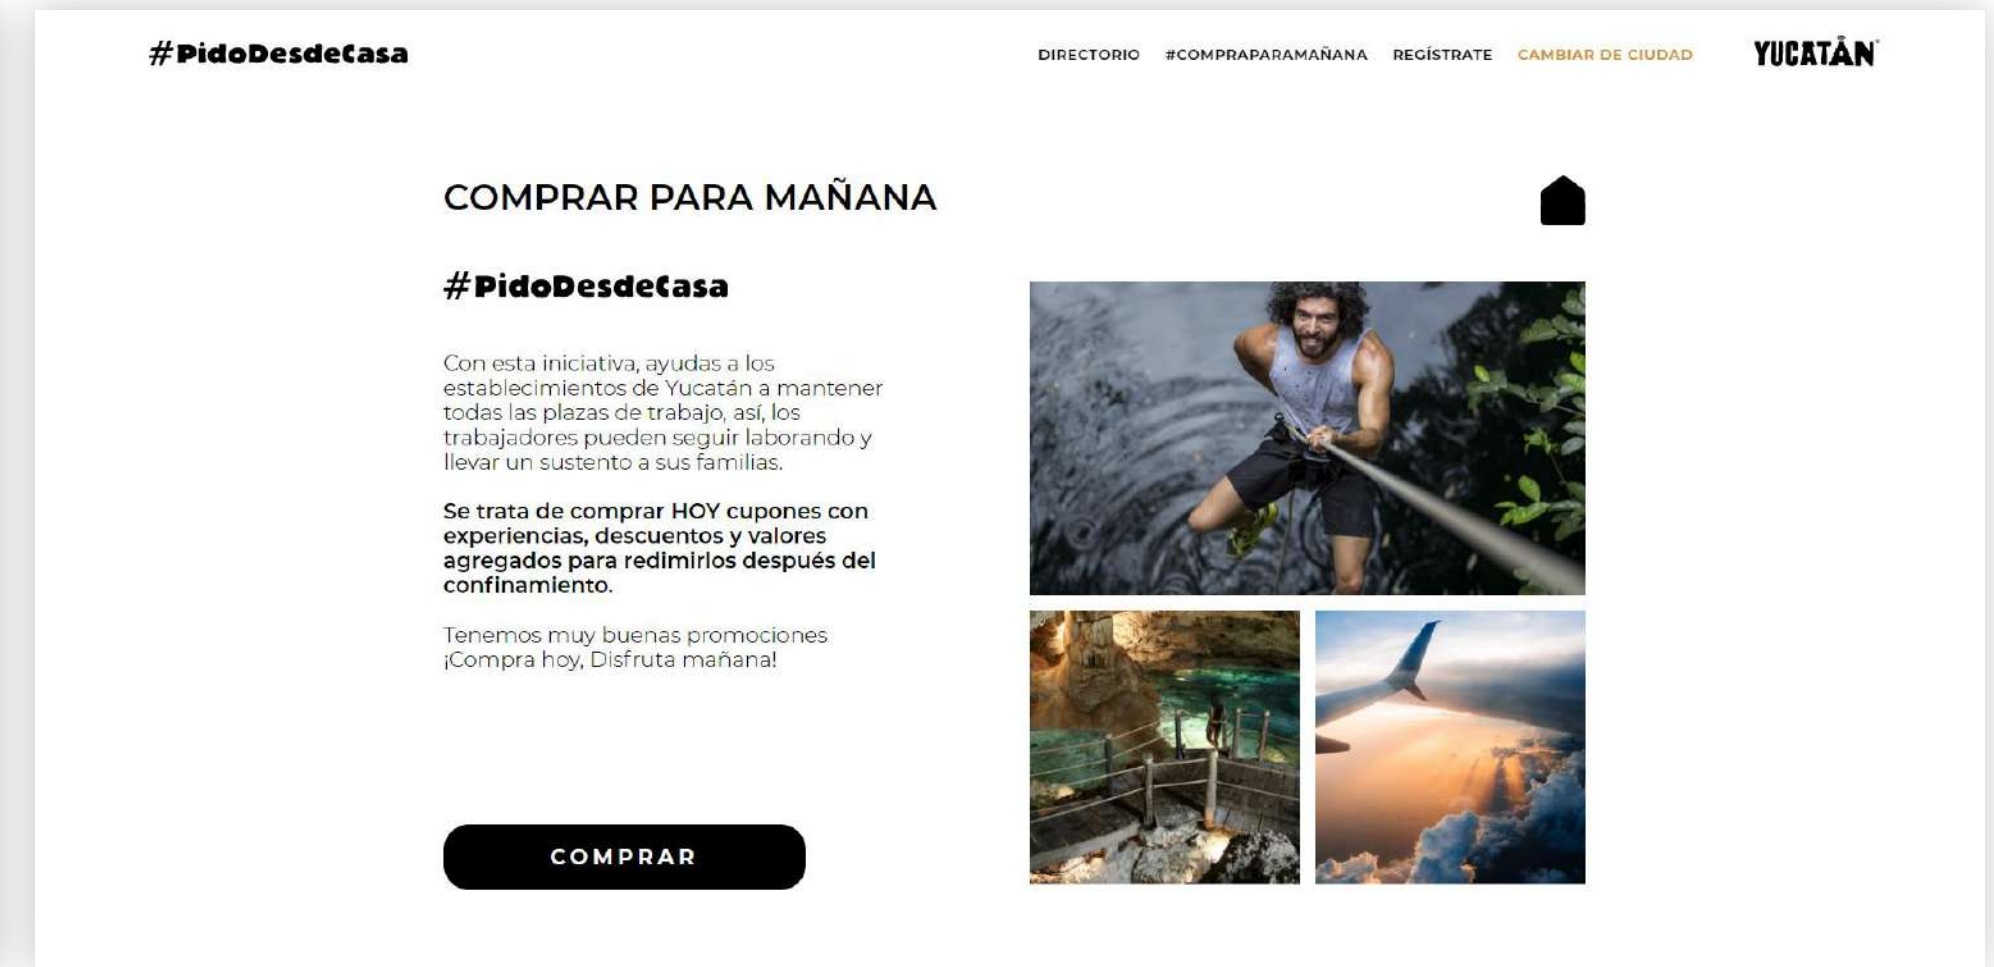 #PidoDesdeCasa
DIRECTORIO #COMPRAPARAMAÑANA REGÍSTRATE CAMBIAR DE CIUDAD YUCATÁN
COMPRAR PARA MAÑANA
#PidoDesdeCasa
Con esta iniciativa, ayudas a los
establecimientos de Yucatán a mantener
todas las plazas de trabajo, así, los
trabajadores pueden seguir laborando y
llevar un sustento a sus familias.
Se trata de comprar HOY cupones con
experiencias, descuentos y valores
agregados para redimirlos después del
confinamiento.
Tenemos muy buenas promociones
¡Compra hoy, Disfruta mañana!
COMPRAR